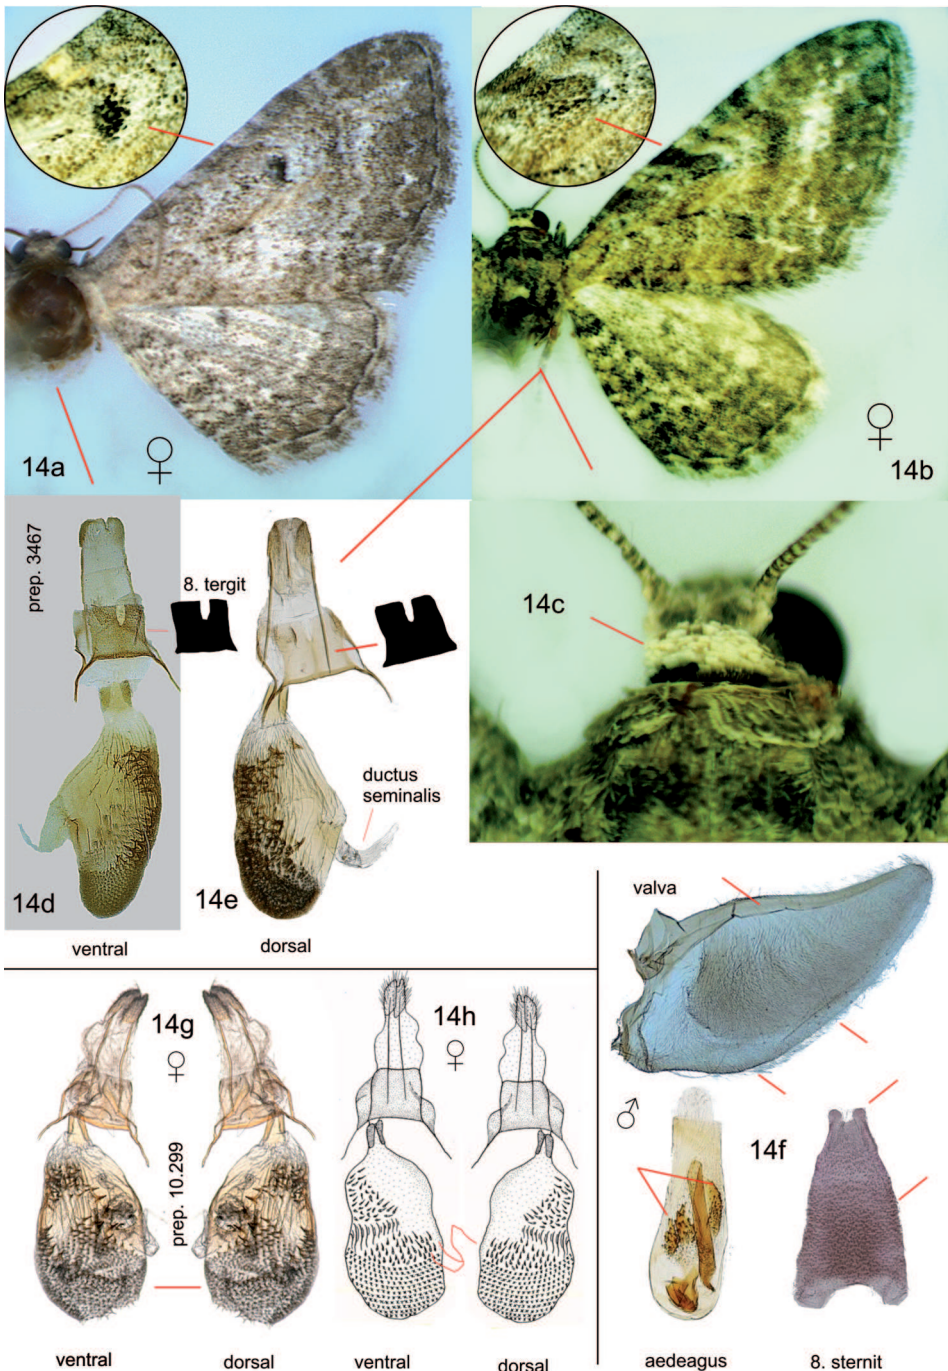 14a
♀
♀
14b
prep. 3467
8. tergit
14c
ductus
seminalis
14d
14e
ventral
dorsal
valva
14g
♀
14h
♀
prep. 10.299
♂
14f
ventral
dorsal
ventral
dorsal
aedeagus
8. sternit